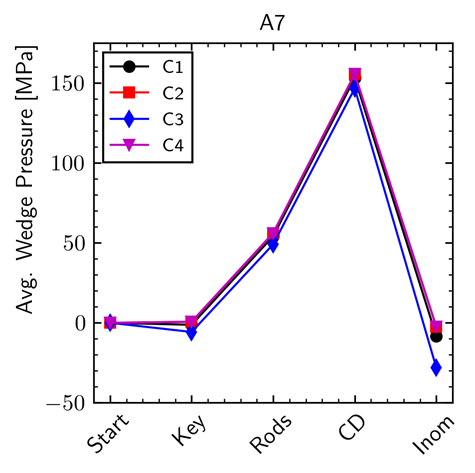 A7
Avg. Wedge Pressure [MPa]
150
100
50
0
−50
C1
C2
C3
C4
Start
Key
Rods
CD
Inom